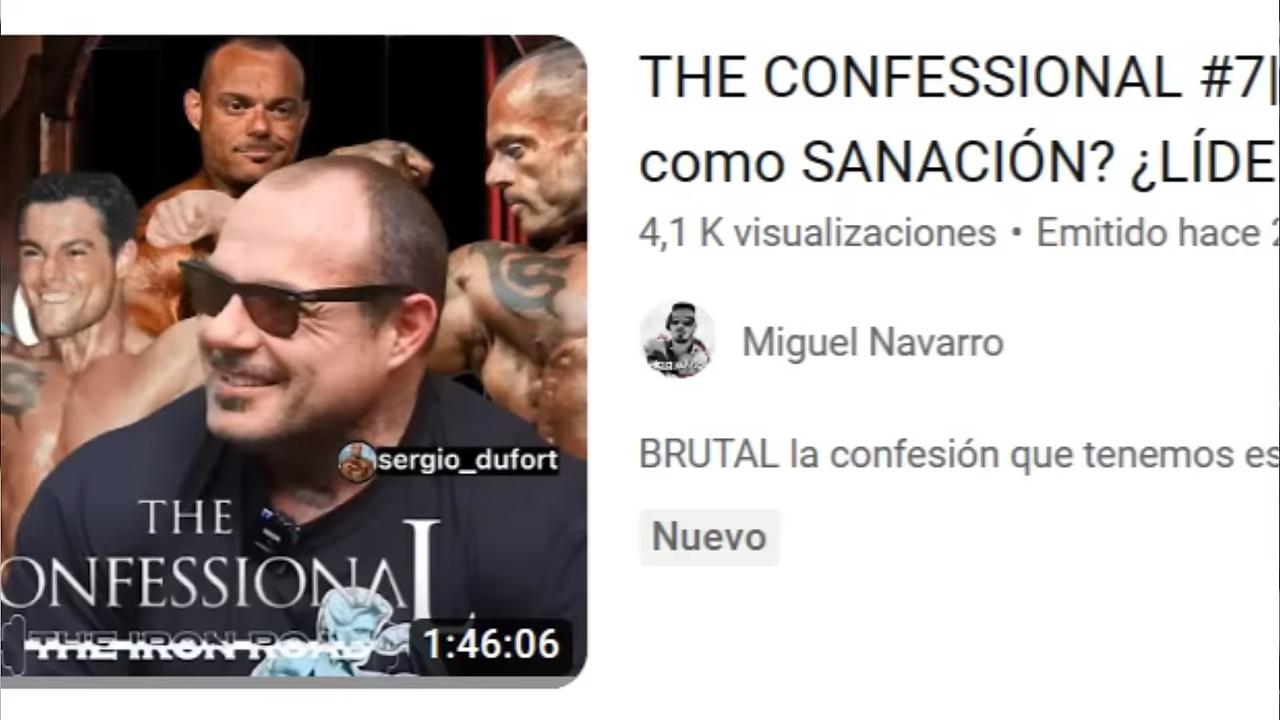 THE CONFESSIONAL #7|
como SANACIÓN? ¿LÍDE
4,1 K visualizaciones • Emitido hace 2
Miguel Navarro
BRUTAL la confesión que tenemos es
Nuevo
sergio_dufort
THE
ONFESSIONAL
THE IRON ROAD
1:46:06